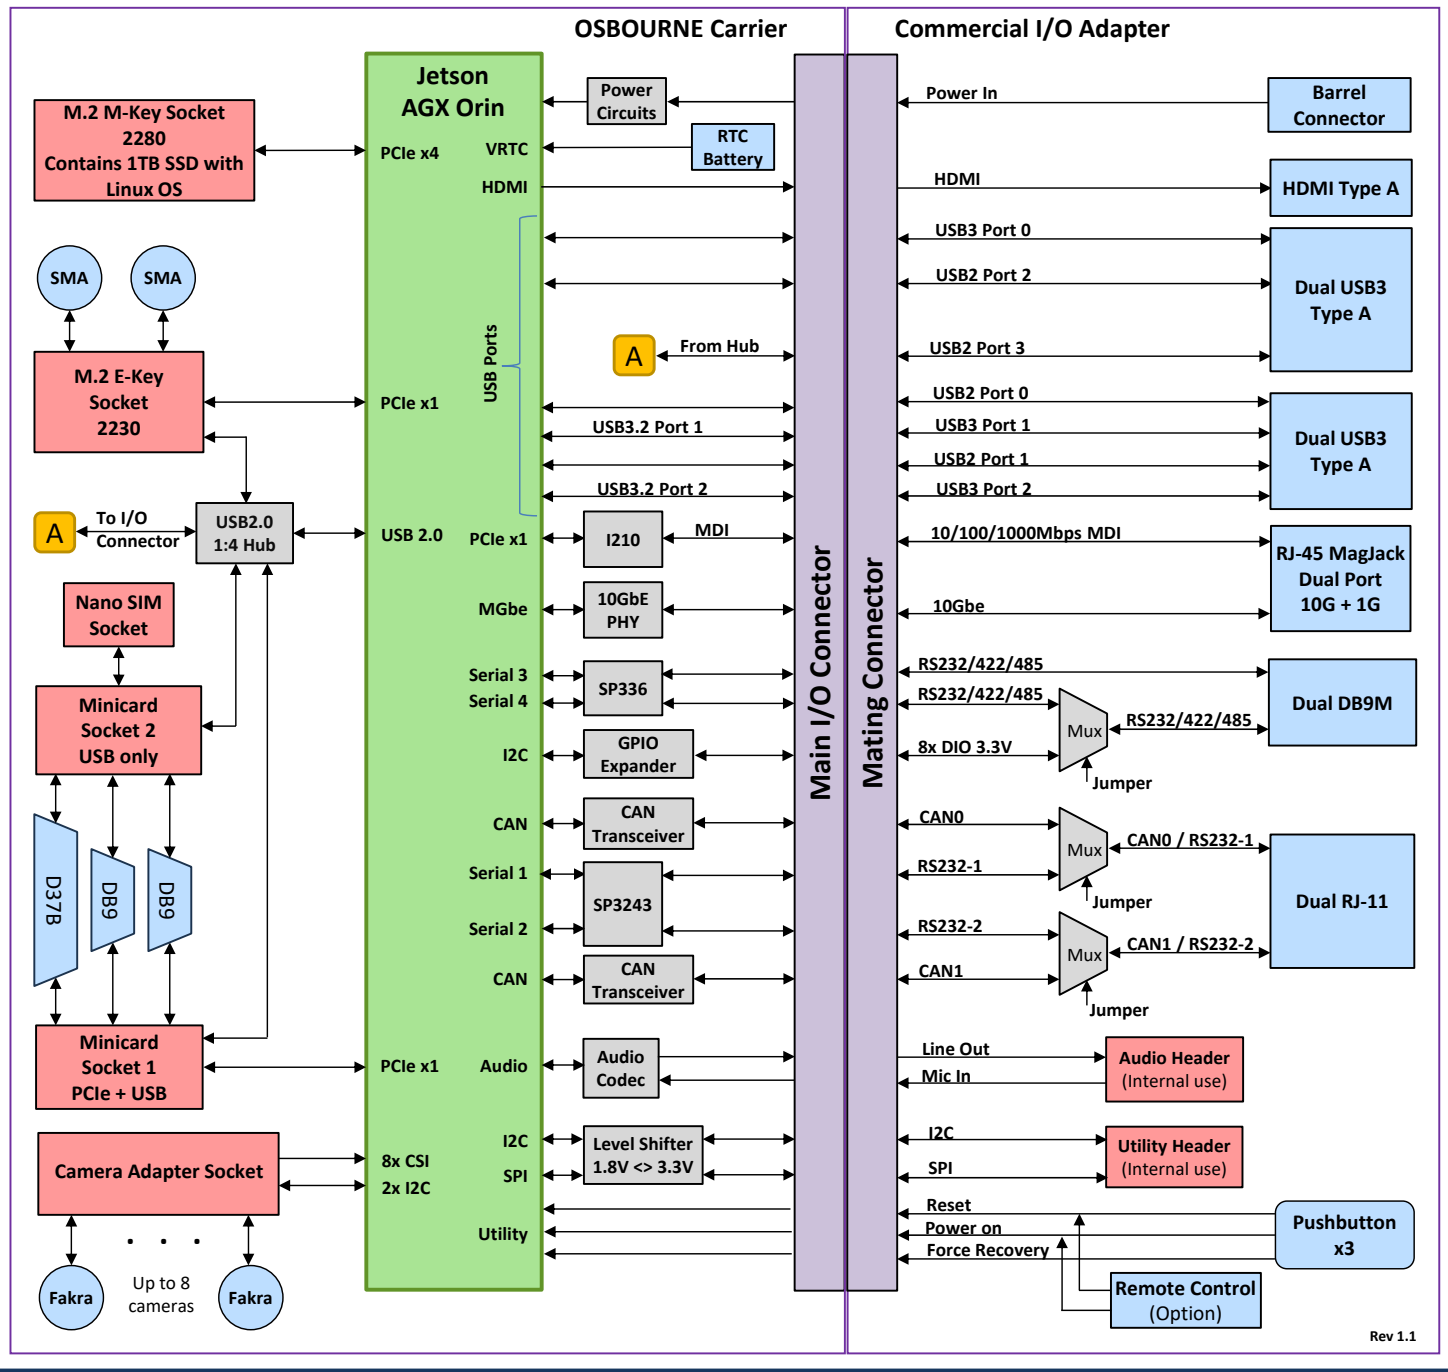 OSBOURNE Carrier
Commercial I/O Adapter
Jetson
AGX Orin
M.2 M-Key Socket
2280
Contains 1TB SSD with
Linux OS
PCIe x4
VRTC
HDMI
Power
Circuits
RTC
Battery
Power In
Barrel
Connector
HDMI
HDMI Type A
SMA
SMA
M.2 E-Key
Socket
2230
PCIe x1
USB Ports
A
From Hub
USB3.2 Port 1
USB3.2 Port 2
USB3 Port 0
USB2 Port 2
USB2 Port 3
Dual USB3
Type A
USB2 Port 0
USB3 Port 1
USB2 Port 1
USB3 Port 2
Dual USB3
Type A
A
To I/O
Connector
USB2.0
1:4 Hub
USB 2.0
PCIe x1
I210
MDI
10/100/1000Mbps MDI
RJ-45 MagJack
Dual Port
10G + 1G
Nano SIM
Socket
MGbe
10GbE
PHY
10Gbe
Main I/O Connector
Mating Connector
Minicard
Socket 2
USB only
Serial 3
Serial 4
SP336
RS232/422/485
RS232/422/485
Mux
RS232/422/485
Dual DB9M
I2C
GPIO
Expander
8x DIO 3.3V
Jumper
D37B
DB9
DB9
CAN
CAN
Transceiver
CAN0
Mux
CAN0 / RS232-1
Serial 1
SP3243
RS232-1
Jumper
Dual RJ-11
Serial 2
RS232-2
Mux
CAN1 / RS232-2
CAN
CAN
Transceiver
CAN1
Jumper
Minicard
Socket 1
PCIe + USB
PCIe x1
Audio
Audio
Codec
Line Out
Mic In
Audio Header
(Internal use)
Camera Adapter Socket
8x CSI
2x I2C
I2C
SPI
Level Shifter
1.8V <> 3.3V
I2C
SPI
Utility Header
(Internal use)
Utility
Reset
Power on
Force Recovery
Pushbutton
x3
. . .
Fakra
Up to 8
cameras
Fakra
Remote Control
(Option)
Rev 1.1